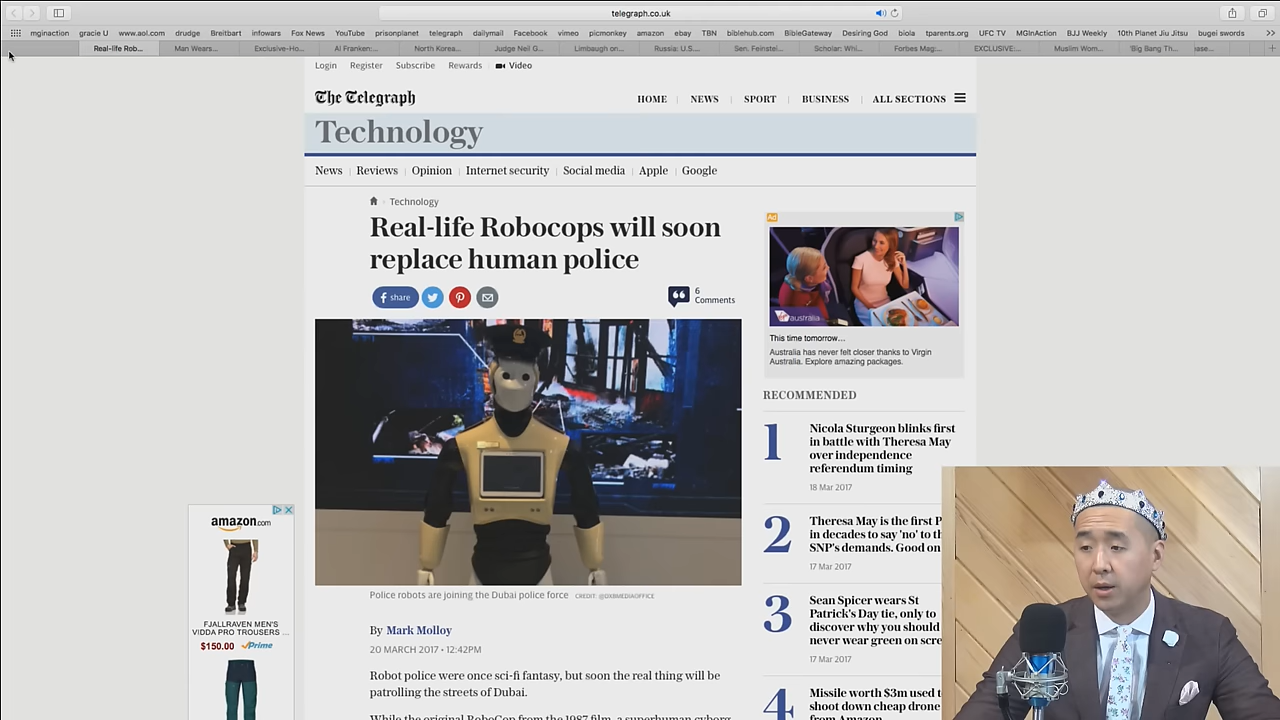 telegraph.co.uk
mginaction gracie U www.aol.com drudge Breitbart infowars Fox News YouTube prisonplanet telegraph dailymail Facebook vimeo picmonkey amazon ebay TBN biblehub.com BibleGateway Desiring God biola tparents.org UFC TV MGInAction BJJ Weekly 10th Planet Jiu Jitsu bugei swords >>
Real-life Rob... Man Wears... Exclusive-Ho... Al Franken:... North Korea... Judge Neil G... Limbaugh on... Russia: U.S.... Sen. Feinstei... Scholar: Whi... Forbes Mag:... EXCLUSIVE:... Muslim Wom... 'Big Bang Th... ease...
Login Register Subscribe Rewards Video
The Telegraph
HOME NEWS SPORT BUSINESS ALL SECTIONS
Technology
News Reviews Opinion Internet security Social media Apple Google
Technology
Real-life Robocops will soon
replace human police
share
6
Comments
Police robots are joining the Dubai police force CREDIT: @DXBMEDIAOFFICE
By Mark Molloy
20 MARCH 2017 • 12:42PM
Robot police were once sci-fi fantasy, but soon the real thing will be
patrolling the streets of Dubai.
While the original RoboCop from the 1987 film, a superhuman cyborg
Ad
australia
This time tomorrow...
Australia has never felt closer thanks to Virgin
Australia. Explore amazing packages.
RECOMMENDED
1
Nicola Sturgeon blinks first
in battle with Theresa May
over independence
referendum timing
18 Mar 2017
2
Theresa May is the first P
in decades to say 'no' to th
SNP's demands. Good on
17 Mar 2017
3
Sean Spicer wears St
Patrick's Day tie, only to
discover why you should
never wear green on scre
17 Mar 2017
4
Missile worth $3m used t
shoot down cheap drone
from Amazon
amazon.com
FJALLRAVEN MEN'S
VIDDA PRO TROUSERS ...
$150.00 Prime